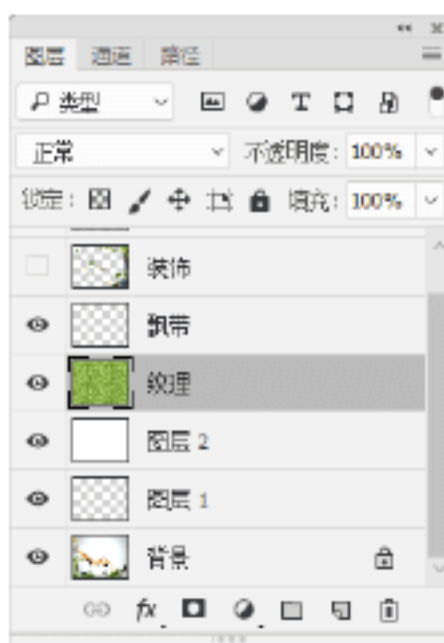 图层 通道 路径
类型
正常 不透明度: 100%
锁定: 填充: 100%
装饰
飘带
纹理
图层 2
图层 1
背景
fx